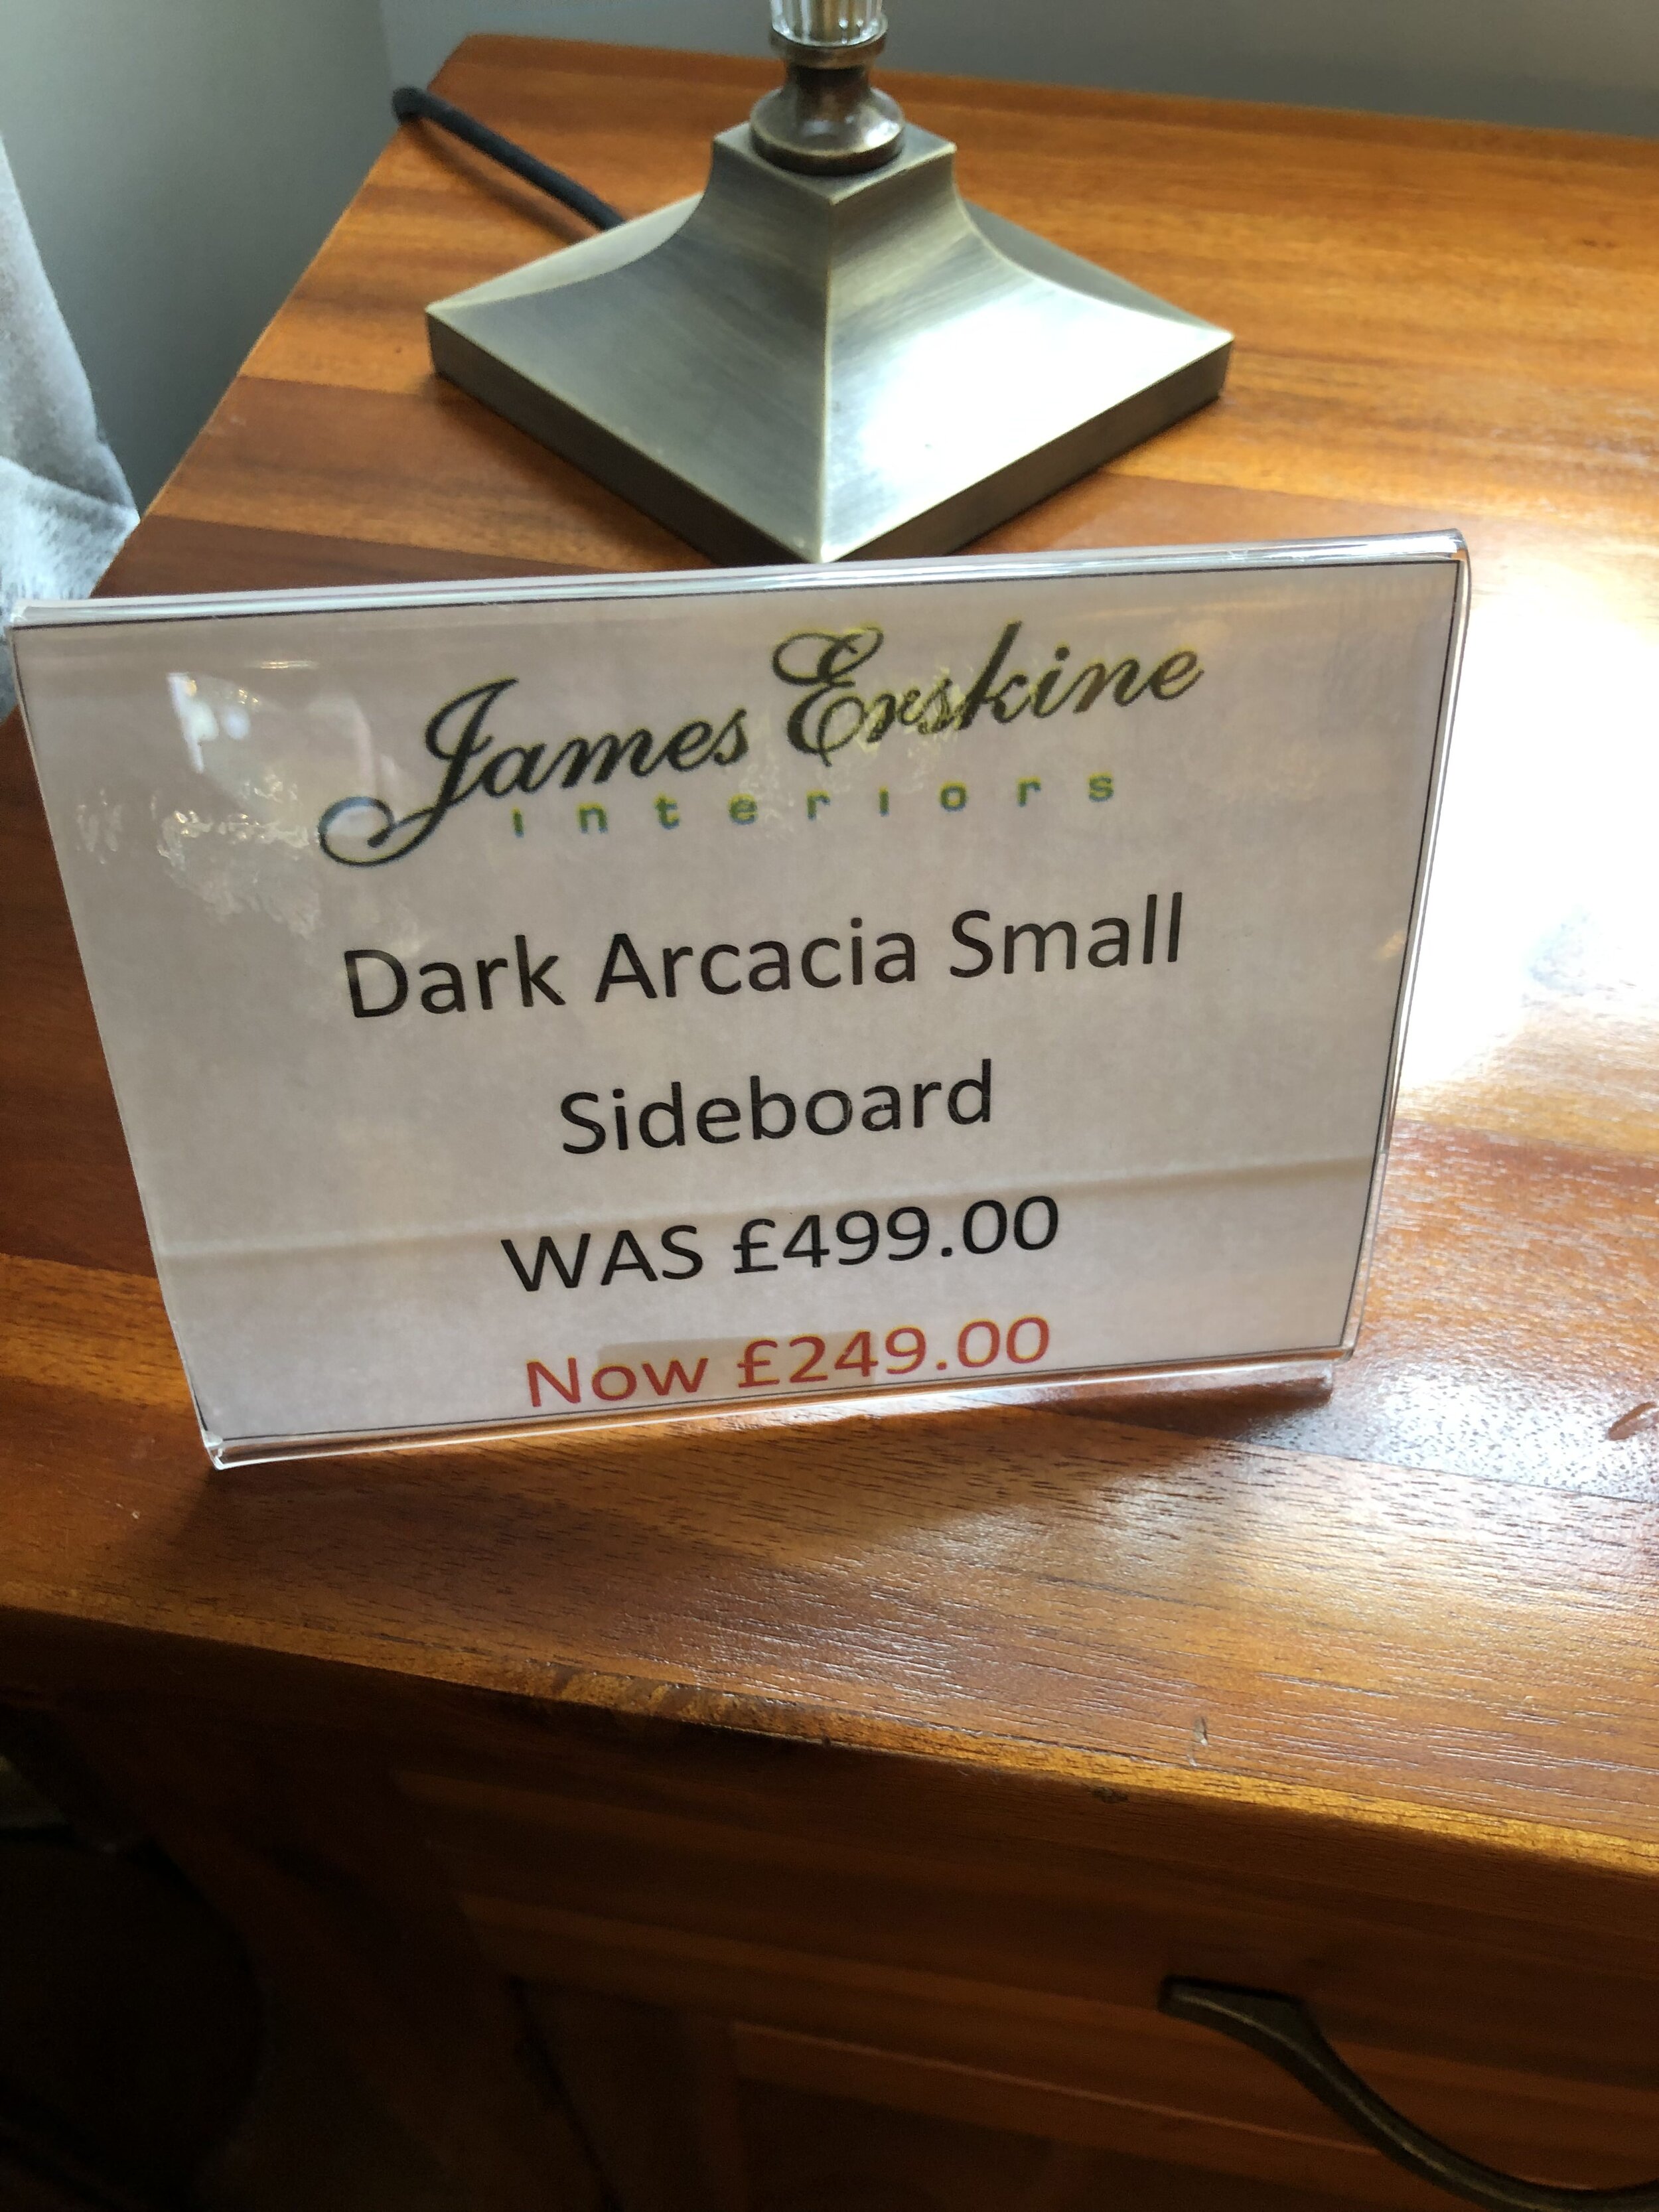 James Erskine
interiors
Dark Arcacia Small
Sideboard
WAS £499.00
Now £249.00